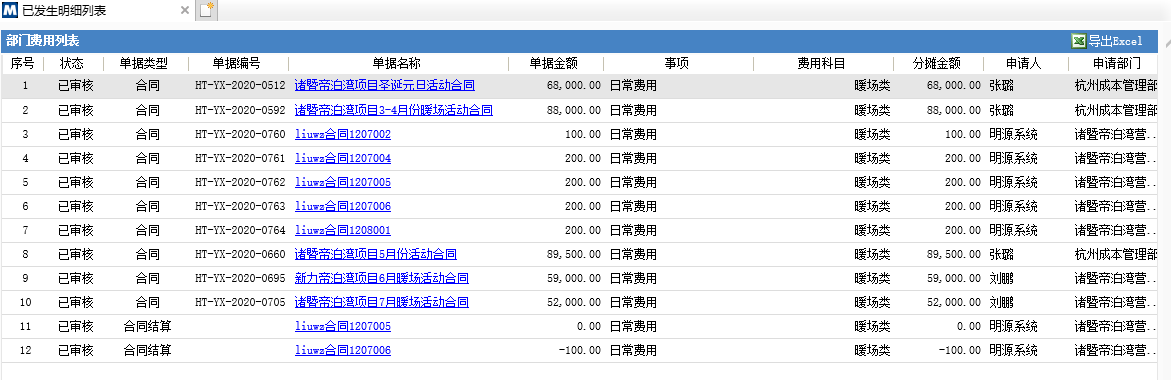 已发生明细列表
部门费用列表 导出Excel
序号 状态 单据类型 单据编号 单据名称 单据金额 事项 费用科目 分摊金额 申请人 申请部门
1 已审核 合同 HT-YX-2020-0512 诸暨帝泊湾项目圣诞元旦活动合同 68,000.00 日常费用 暖场类 68,000.00 张璐 杭州成本管理部
2 已审核 合同 HT-YX-2020-0592 诸暨帝泊湾项目3-4月份暖场活动合同 88,000.00 日常费用 暖场类 88,000.00 张璐 杭州成本管理部
3 已审核 合同 HT-YX-2020-0760 liuwz合同1207002 100.00 日常费用 暖场类 100.00 明源系统 诸暨帝泊湾营..
4 已审核 合同 HT-YX-2020-0761 liuwz合同1207004 200.00 日常费用 暖场类 200.00 明源系统 诸暨帝泊湾营..
5 已审核 合同 HT-YX-2020-0762 liuwz合同1207005 200.00 日常费用 暖场类 200.00 明源系统 诸暨帝泊湾营..
6 已审核 合同 HT-YX-2020-0763 liuwz合同1207006 200.00 日常费用 暖场类 200.00 明源系统 诸暨帝泊湾营..
7 已审核 合同 HT-YX-2020-0764 liuwz合同1208001 200.00 日常费用 暖场类 200.00 明源系统 诸暨帝泊湾营..
8 已审核 合同 HT-YX-2020-0660 诸暨帝泊湾项目5月份活动合同 89,500.00 日常费用 暖场类 89,500.00 张璐 杭州成本管理部
9 已审核 合同 HT-YX-2020-0695 新力帝泊湾项目6月暖场活动合同 59,000.00 日常费用 暖场类 59,000.00 刘鹏 诸暨帝泊湾营..
10 已审核 合同 HT-YX-2020-0705 诸暨帝泊湾项目7月暖场活动合同 52,000.00 日常费用 暖场类 52,000.00 刘鹏 诸暨帝泊湾营..
11 已审核 合同结算 liuwz合同1207005 0.00 日常费用 暖场类 0.00 明源系统 诸暨帝泊湾营..
12 已审核 合同结算 liuwz合同1207006 -100.00 日常费用 暖场类 -100.00 明源系统 诸暨帝泊湾营..